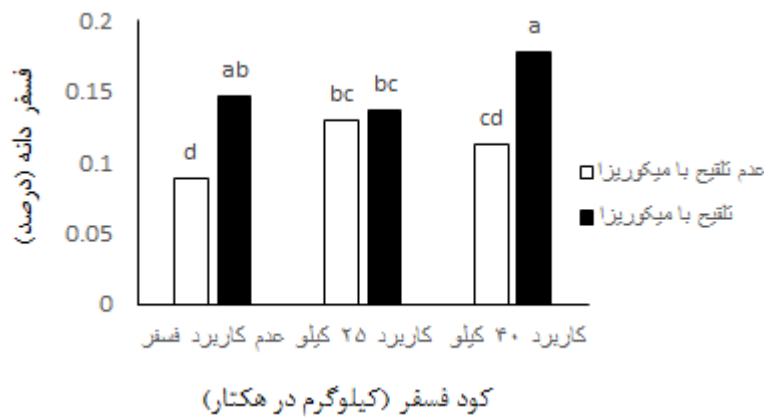 فسفر دانه (درصد)
0.2
0.15
0.1
0.05
0
d
ab
bc
bc
cd
a
عدم تلقیح با میکوریزا
تلقیح با میکوریزا
عدم کاربرد فسفر
کاربرد ۲۵ کیلو
کاربرد ۴۰ کیلو
کود فسفر (کیلوگرم در هکتار)